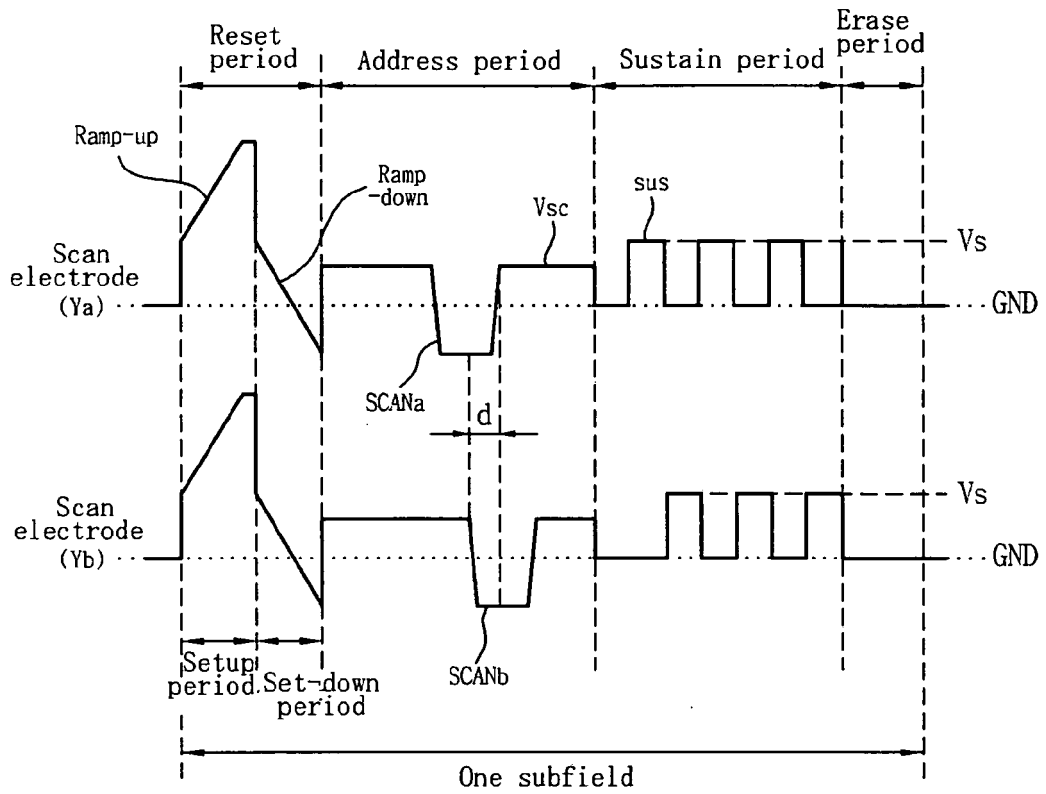 Reset
period
Address period
Sustain period
Erase
period
Ramp-up
Ramp
-down
Vsc
sus
Vs
Scan
electrode
(Ya)
GND
SCANa
d
Scan
electrode
(Yb)
Vs
GND
SCANb
Setup
period
Set-down
period
One subfield